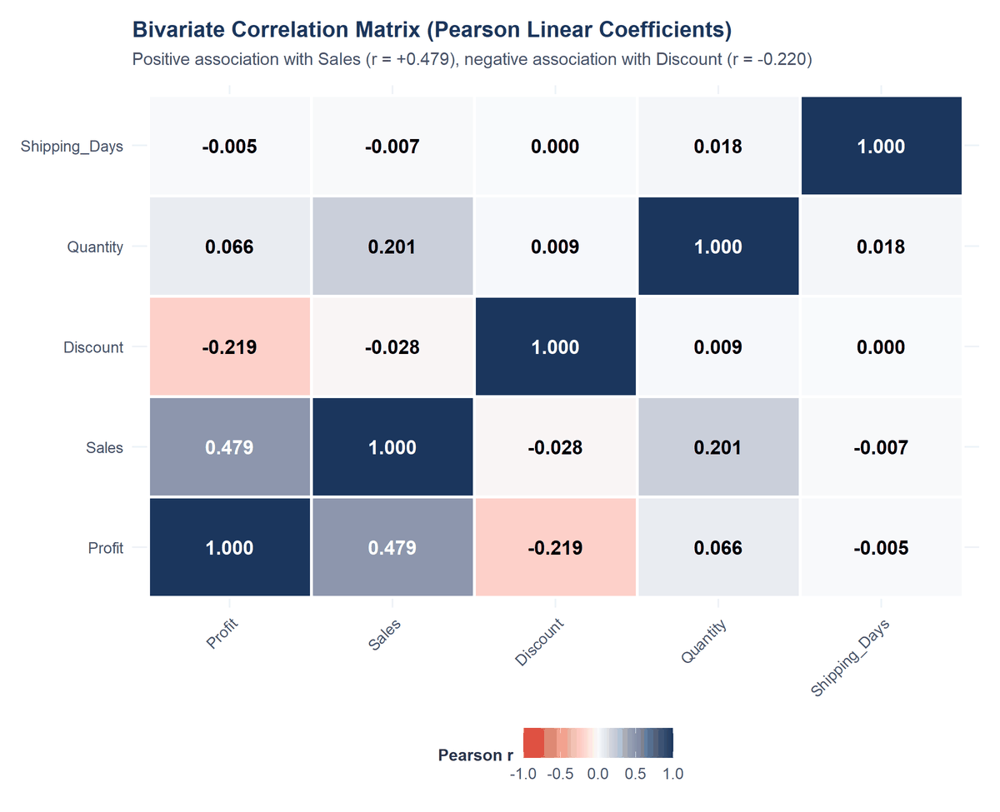 Bivariate Correlation Matrix (Pearson Linear Coefficients)
Positive association with Sales (r = +0.479), negative association with Discount (r = -0.220)
Shipping_Days -0.005 -0.007 0.000 0.018 1.000
Quantity 0.066 0.201 0.009 1.000 0.018
Discount -0.219 -0.028 1.000 0.009 0.000
Sales 0.479 1.000 -0.028 0.201 -0.007
Profit 1.000 0.479 -0.219 0.066 -0.005
Profit Sales Discount Quantity Shipping_Days
Pearson r
-1.0 -0.5 0.0 0.5 1.0